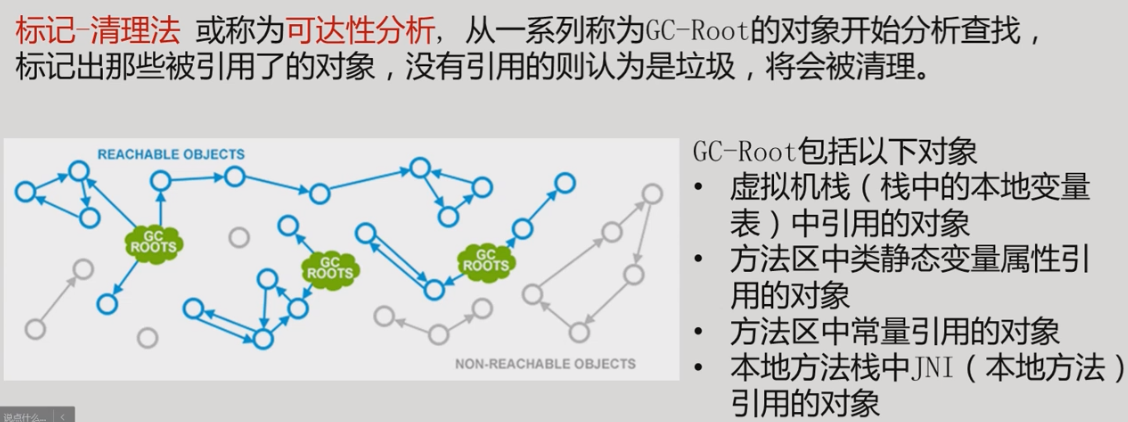 标记-清理法 或称为可达性分析, 从一系列称为GC-Root的对象开始分析查找，
标记出那些被引用了的对象，没有引用的则认为是垃圾，将会被清理。
REACHABLE OBJECTS
GC
ROOTS
GC
ROOTS
GC
ROOTS
NON-REACHABLE OBJECTS
GC-Root包括以下对象
• 虚拟机栈（栈中的本地变量
表）中引用的对象
• 方法区中类静态变量属性引
用的对象
• 方法区中常量引用的对象
• 本地方法栈中JNI（本地方法）
引用的对象
说点什么...